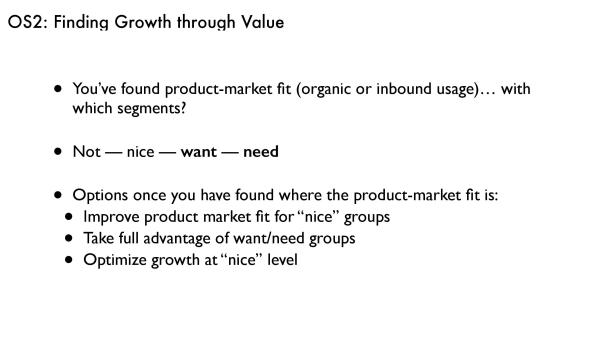 OS2: Finding Growth through Value
• You've found product-market fit (organic or inbound usage)… with
which segments?
• Not — nice — want — need
• Options once you have found where the product-market fit is:
• Improve product market fit for “nice” groups
• Take full advantage of want/need groups
• Optimize growth at “nice” level